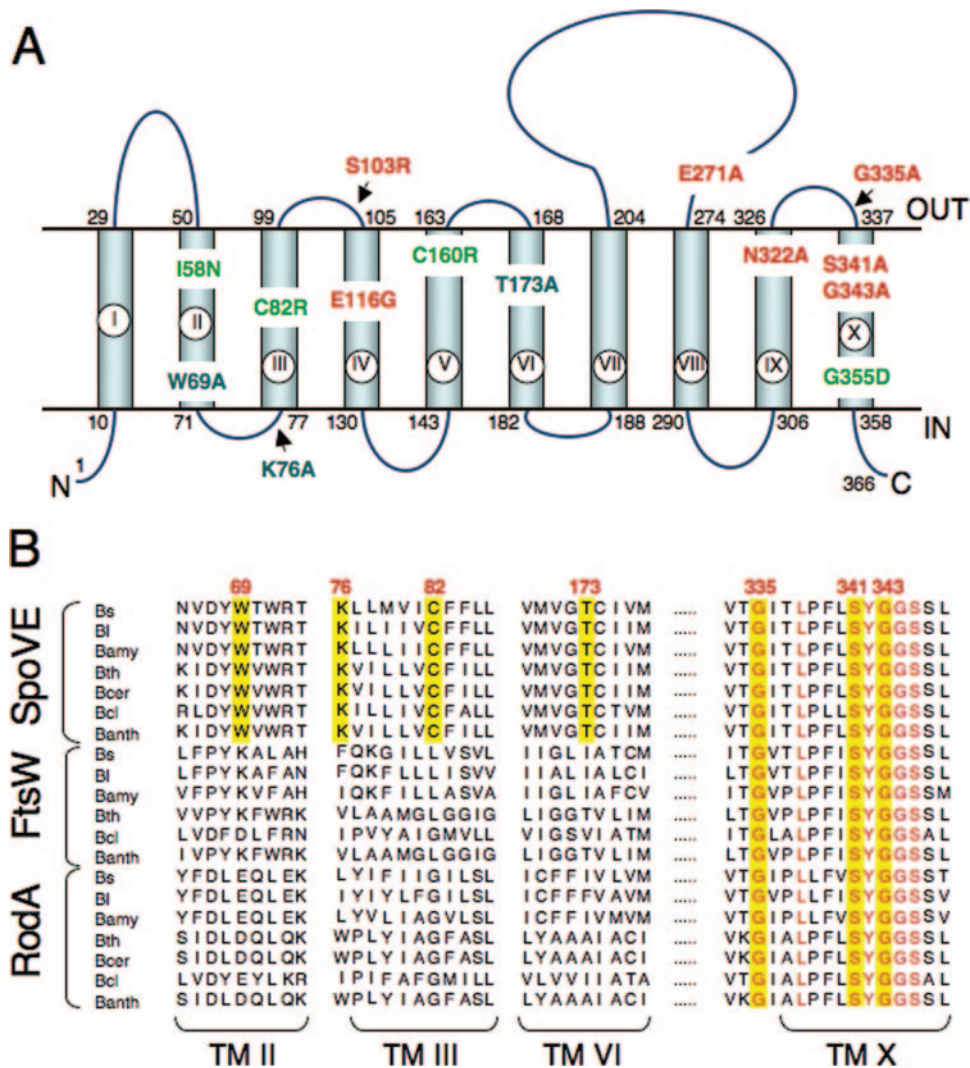 A
S103R
E271A
G335A
29 50 99 105 163 168 204 274 326 337 OUT
I58N C82R E116G C160R T173A N322A S341A
G343A
I II III IV V VI VII VIII IX X
W69A G355D
10 71 77 130 143 182 188 290 306 358 IN
K76A
N 1 366 C
B
69 76 82 173 335 341 343
SpoVE
Bs NVDYWTWRT KLLMVICFFLL VMVGTCIVM ..... VTGITLPFLSYGGSSL
Bl NVDYWTWRT KILIIVCFFLL VMVGTCIIM ..... VTGITLPFLSYGGSSL
Bamy NVDYWTWRT KLLLIICFFLL VMVGTCIIM ..... VTGITLPFLSYGGSSL
Bth KIDYWVWRT KVILLVCFILL VMVGTCIIM ..... VTGITLPFLSYGGSSL
Bcer KIDYWVWRT KVILLVCFILL VMVGTCIIM ..... VTGITLPFLSYGGSSL
Bcl RLDYWVWRT KILLIVCFALL VMVGTCTVM ..... VTGITLPLLSYGGSSL
Banth KIDYWVWRT KVILLVCFILL VMVGTCIIM ..... VTGITLPFLSYGGSSL
FtsW
Bs LFPYKALAH FQKGILLVSVL IIGLIATCM ..... ITGVTLPFISYGGSSL
Bl LFPYKAFAN FQKFLLLISVV IIALIALCI ..... LTGVTLPFISYGGSSL
Bamy VFPYKVFAH IQKFILLASVA IIGLIAFCV ..... ITGVTLPFISYGGSSM
Bth VVPYKFWRK VLAAMGLGGIG LIGGTVLIM ..... LTGVPLPFISYGGSSL
Bcl LVDFDLFRN IPVYAIGMVLL VIGSVIATM ..... ITGLALPFISYGGSAL
Banth IVPYKFWRK VLAAMGLGGIG LIGGTVLIM ..... LTGVPLPFISYGGSSL
RodA
Bs YFDLEQLEK LYIFIIGILSL ICFFIVLVM ..... VTGIPLLFVSYGGSST
Bl YFDLEQLEK IYIYLFGILSL ICFFFVAVM ..... VTGIPLLFLSYGGSSV
Bamy YFDLEQLEK LYVLIAGVLSL ICFFIVMVM ..... VTGIPLLFVSYGGSSV
Bth SIDLDQLQK WPLYIAGFASL LYAAAIACI ..... VKGIALPFLSYGGSSL
Bcer SIDLDQLQK WPLYIAGFASL LYAAIIACI ..... VKGIALPFLSYGGSSL
Bcl LVDYEYLKR IPIFAFGMILL VLVVIIATA ..... VTGIALPFLSYGGSAL
Banth SIDLDQLQK WPLYIAGFASL LYAAAIACI ..... VKGIALPFLSYGGSSL
TM II TM III TM VI TM X